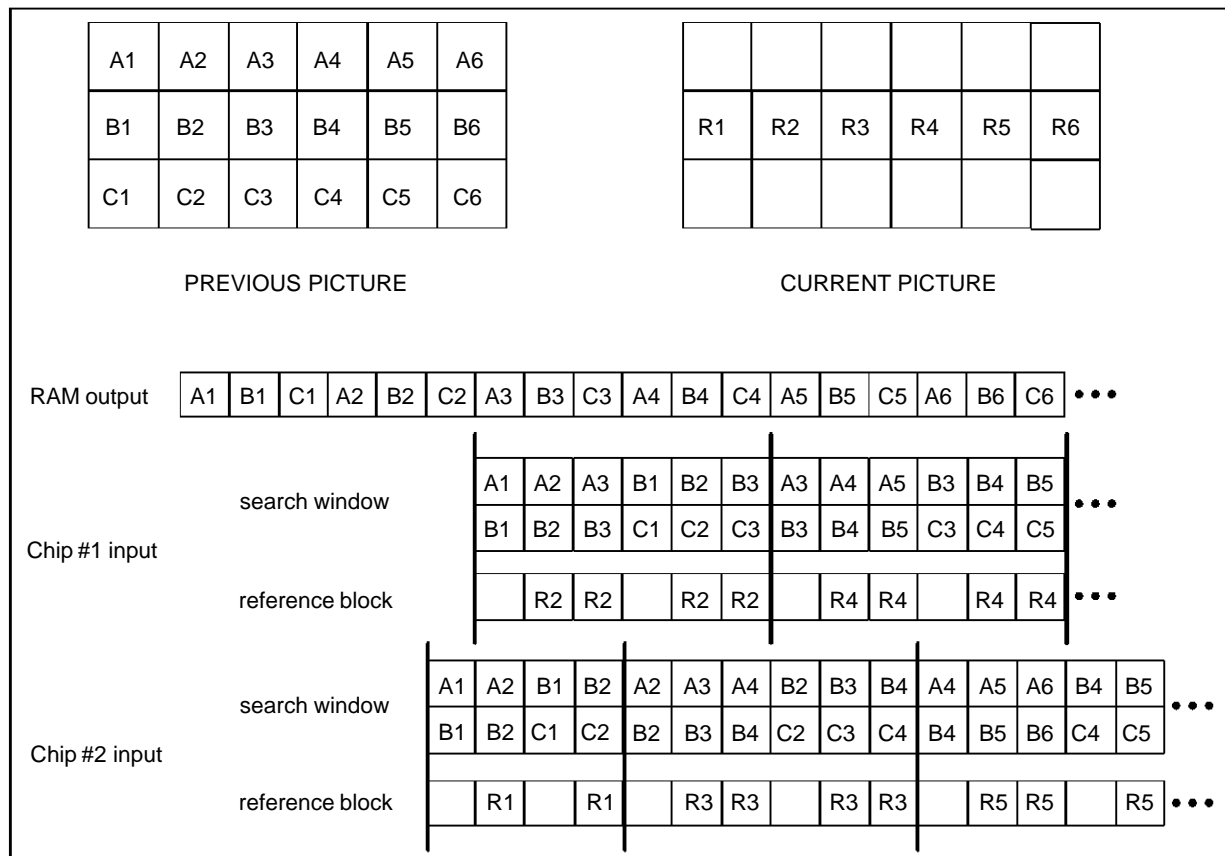 A1 A2 A3 A4 A5 A6
B1 B2 B3 B4 B5 B6
C1 C2 C3 C4 C5 C6
PREVIOUS PICTURE
R1 R2 R3 R4 R5 R6
CURRENT PICTURE
RAM output A1 B1 C1 A2 B2 C2 A3 B3 C3 A4 B4 C4 A5 B5 C5 A6 B6 C6 •••
Chip #1 input
search window
A1 A2 A3 B1 B2 B3 A3 A4 A5 B3 B4 B5
B1 B2 B3 C1 C2 C3 B3 B4 B5 C3 C4 C5
•••
reference block R2 R2 R2 R2 R4 R4 R4 R4 •••
Chip #2 input
search window
A1 A2 B1 B2 A2 A3 A4 B2 B3 B4 A4 A5 A6 B4 B5
B1 B2 C1 C2 B2 B3 B4 C2 C3 C4 B4 B5 B6 C4 C5
•••
reference block R1 R1 R3 R3 R3 R3 R5 R5 R5 •••